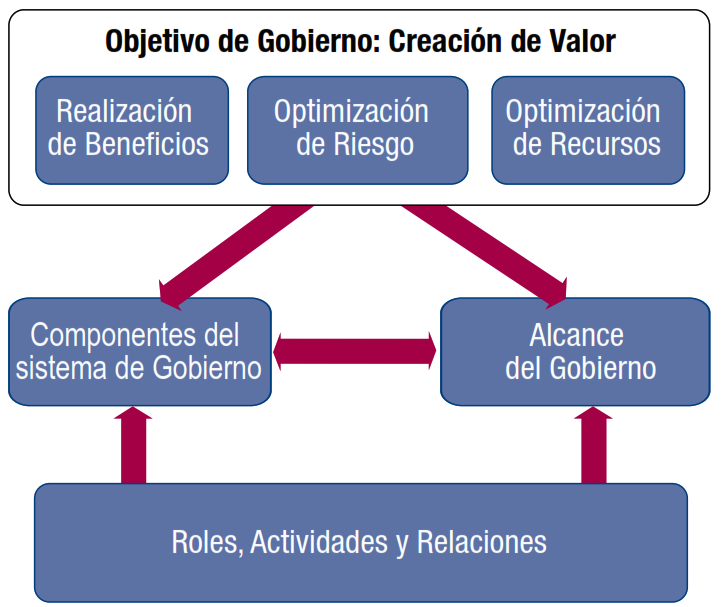 Objetivo de Gobierno: Creación de Valor
Realización
de Beneficios
Optimización
de Riesgo
Optimización
de Recursos
Componentes del
sistema de Gobierno
Alcance
del Gobierno
Roles, Actividades y Relaciones